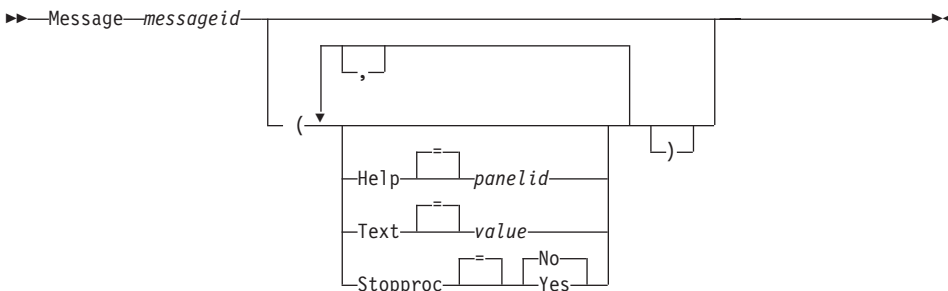 Message messageid
,
( )
=
Help panelid
=
Text value
= No
Stopproc Yes